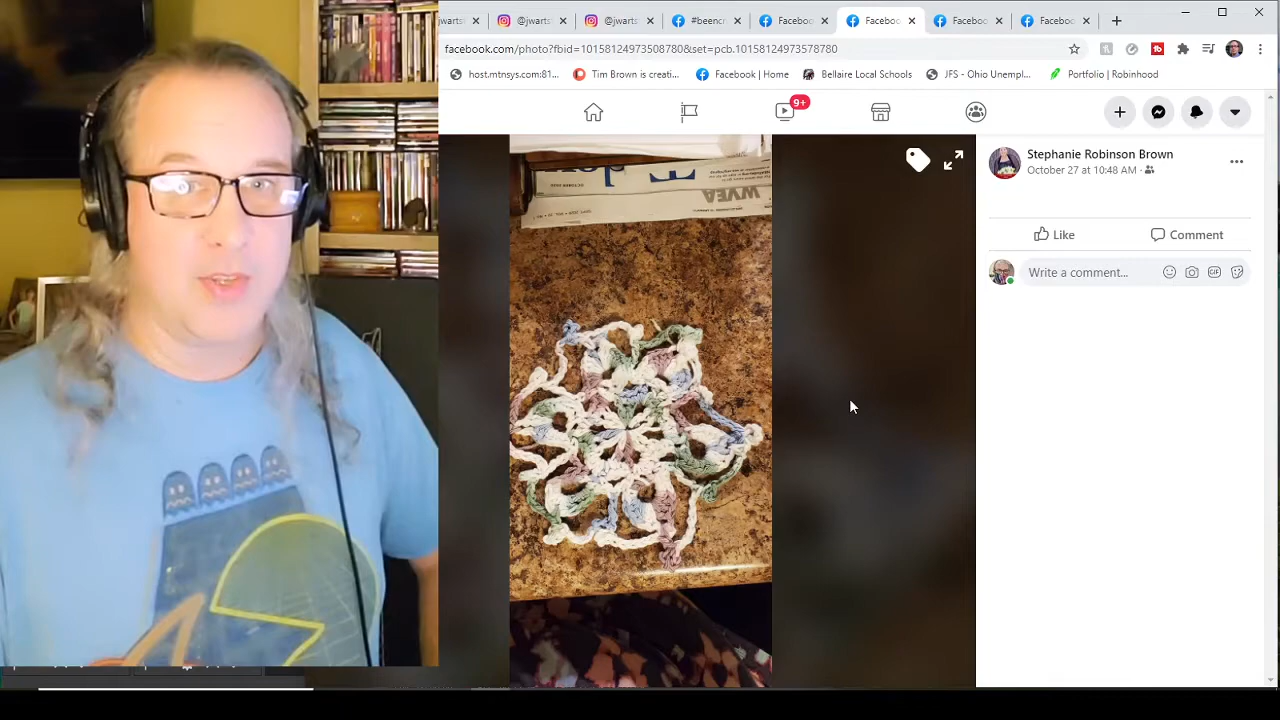 @jwarts
@jwarts
#beencr
Faceboo
Faceboo
Faceboo
Faceboo
facebook.com/photo?fbid=10158124973508780&set=pcb.10158124973578780
host.mtnsys.com:81...
Tim Brown is creati...
Facebook | Home
Bellaire Local Schools
JFS - Ohio Unempl...
Portfolio | Robinhood
9+
Stephanie Robinson Brown
October 27 at 10:48 AM
Like
Comment
Write a comment...
GIF
WVEA